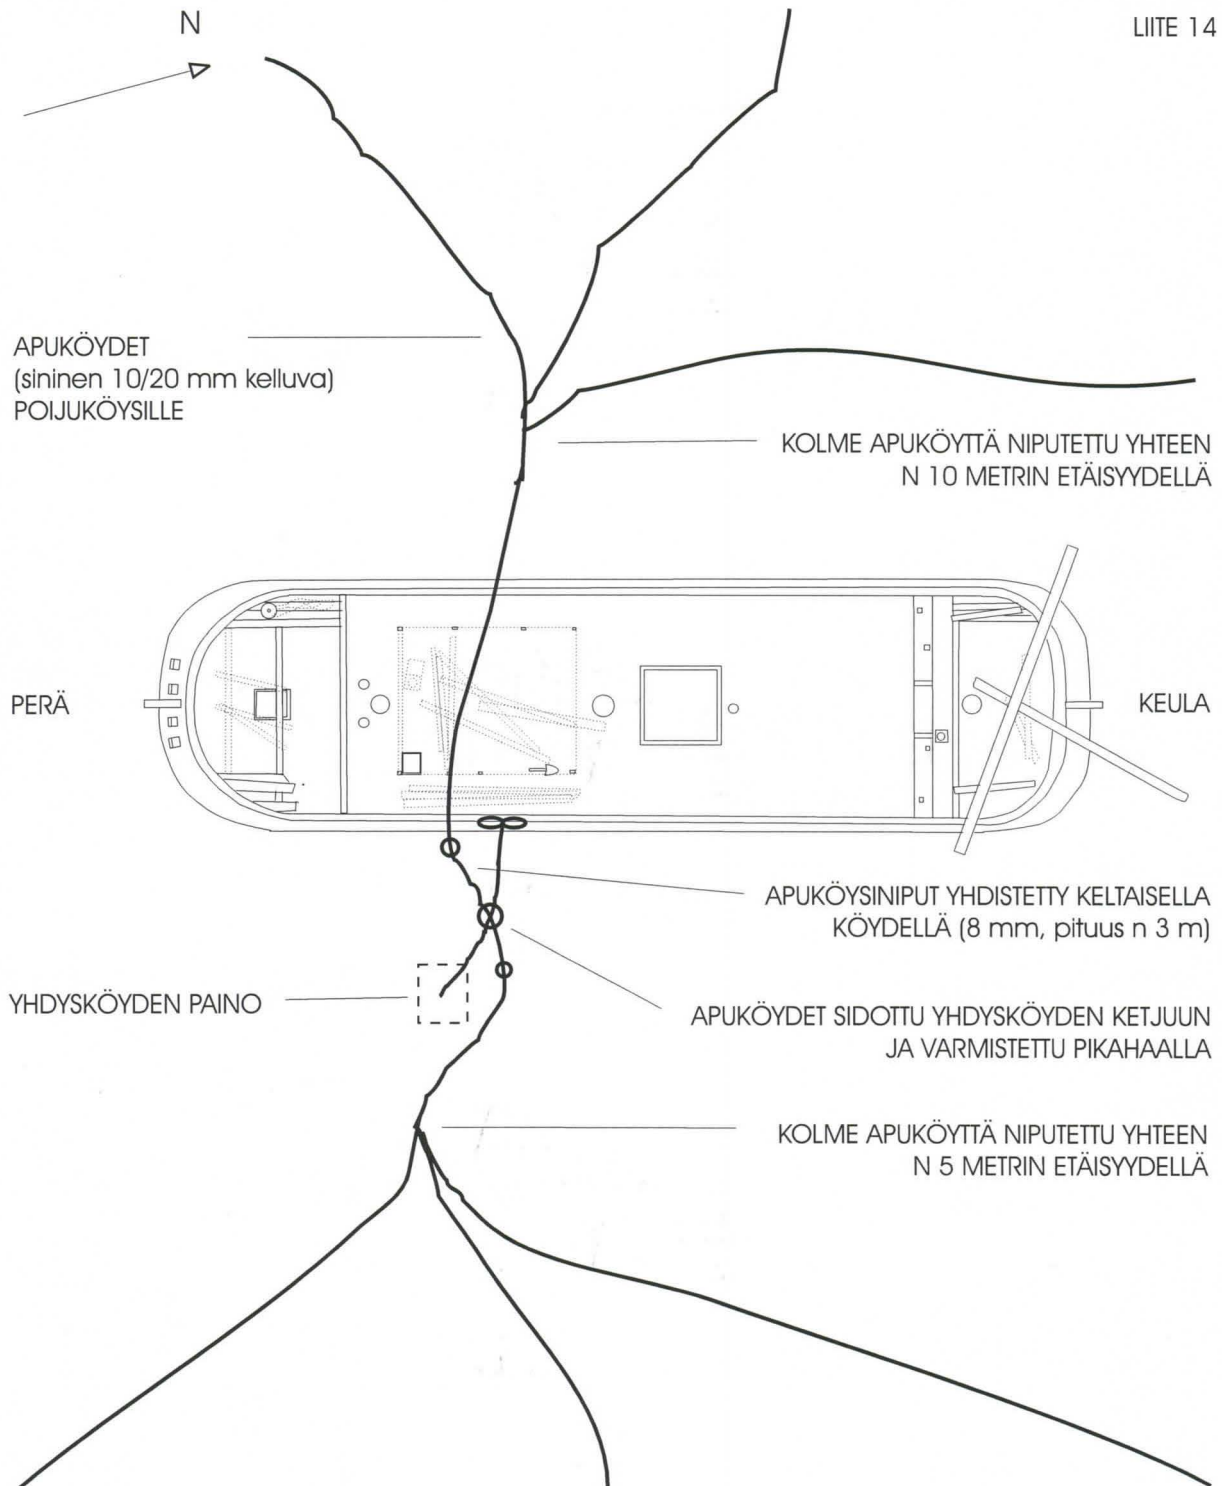 N
LIITE 14
APUKÖYDET
(sininen 10/20 mm kelluva)
POIJUKÖYSILLE
KOLME APUKÖYTTÄ NIPUTETTU YHTEEN
N 10 METRIN ETÄISYYDELLÄ
PERÄ
KEULA
APUKÖYSINIPUT YHDISTETTY KELTAISELLA
KÖYDELLÄ (8 mm, pituus n 3 m)
YHDYSKÖYDEN PAINO
APUKÖYDET SIDOTTU YHDYSKÖYDEN KETJUUN
JA VARMISTETTU PIKAHAALLA
KOLME APUKÖYTTÄ NIPUTETTU YHTEEN
N 5 METRIN ETÄISYYDELLÄ